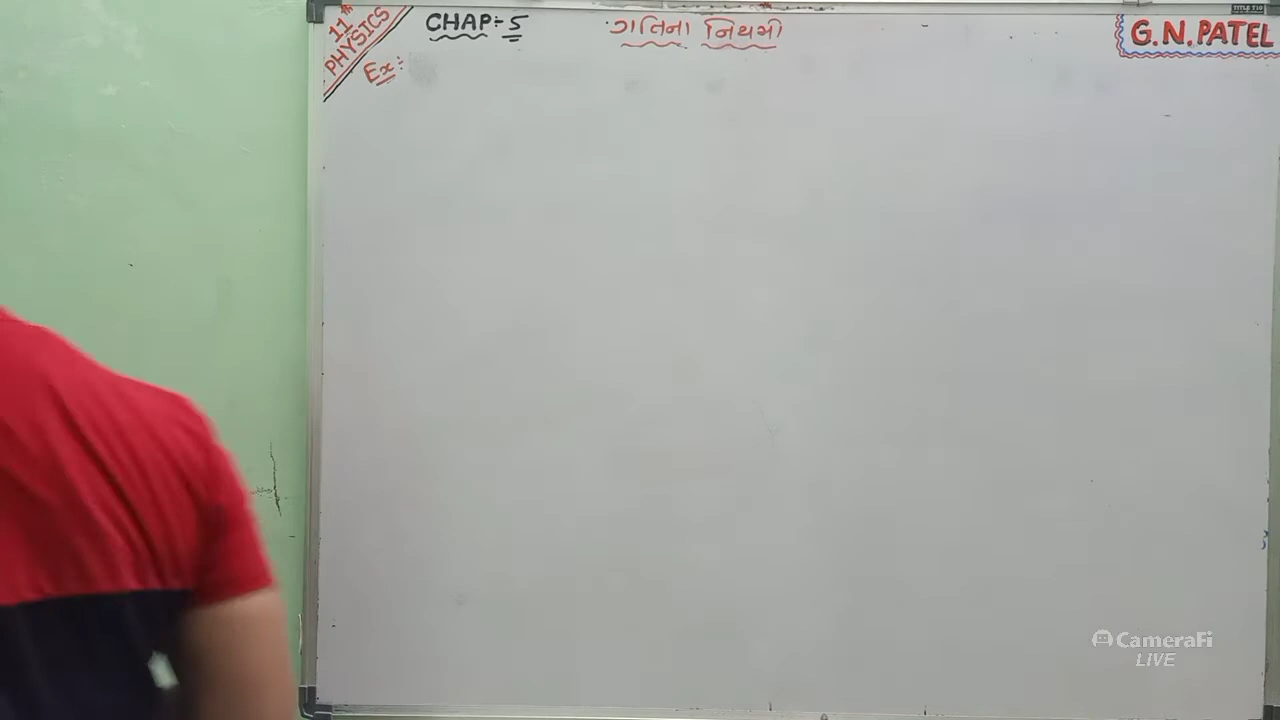 11th PHYSICS
CHAP:- 5
ગતિના નિયમો
G.N.PATEL
Ex:-
CameraFi
LIVE